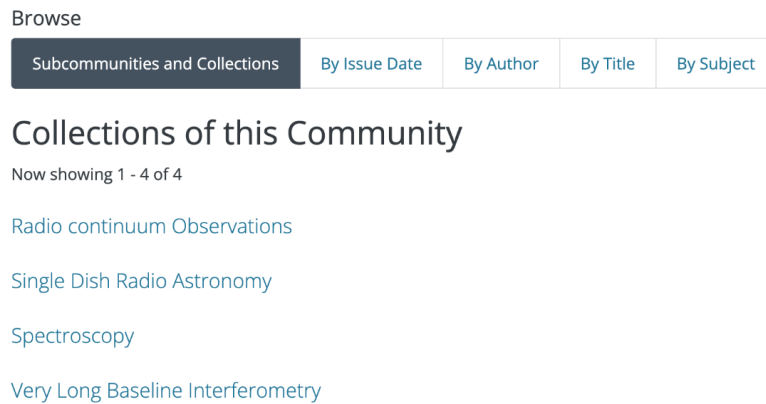 Browse
Subcommunities and Collections By Issue Date By Author By Title By Subject
Collections of this Community
Now showing 1 - 4 of 4
Radio continuum Observations
Single Dish Radio Astronomy
Spectroscopy
Very Long Baseline Interferometry